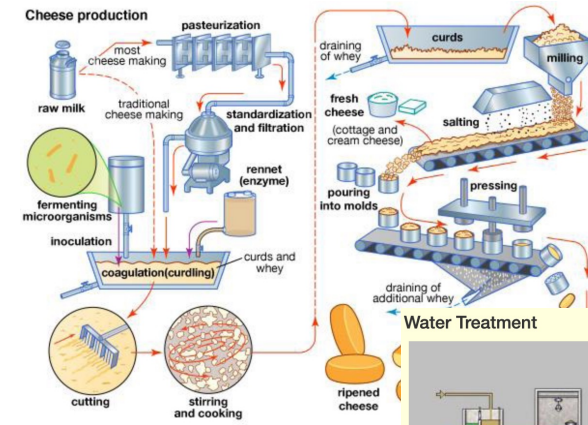 Cheese production
pasteurization
most
cheese making
raw milk
traditional
cheese making
standardization
and filtration
fermenting
microorganisms
rennet
(enzyme)
inoculation
curds and
whey
coagulation(curdling)
cutting
stirring
and cooking
curds
draining
of whey
milling
fresh
cheese
(cottage and
cream cheese)
salting
pouring
into molds
pressing
draining of
additional whey
ripened
cheese
Water Treatment